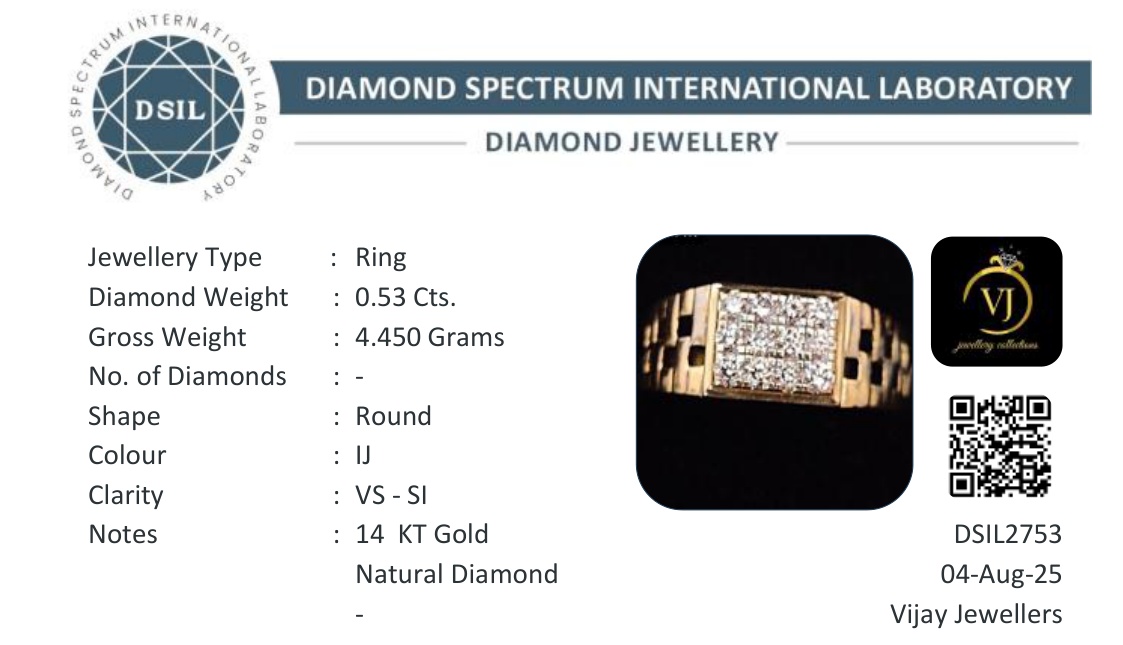 DIAMOND SPECTRUM INTERNATIONAL LABORATORY
DSIL
DIAMOND SPECTRUM INTERNATIONAL LABORATORY
DIAMOND JEWELLERY
Jewellery Type : Ring
Diamond Weight : 0.53 Cts.
Gross Weight : 4.450 Grams
No. of Diamonds : -
Shape : Round
Colour : IJ
Clarity : VS - SI
Notes : 14 KT Gold
Natural Diamond
-
VJ
jewellery collections
DSIL2753
04-Aug-25
Vijay Jewellers